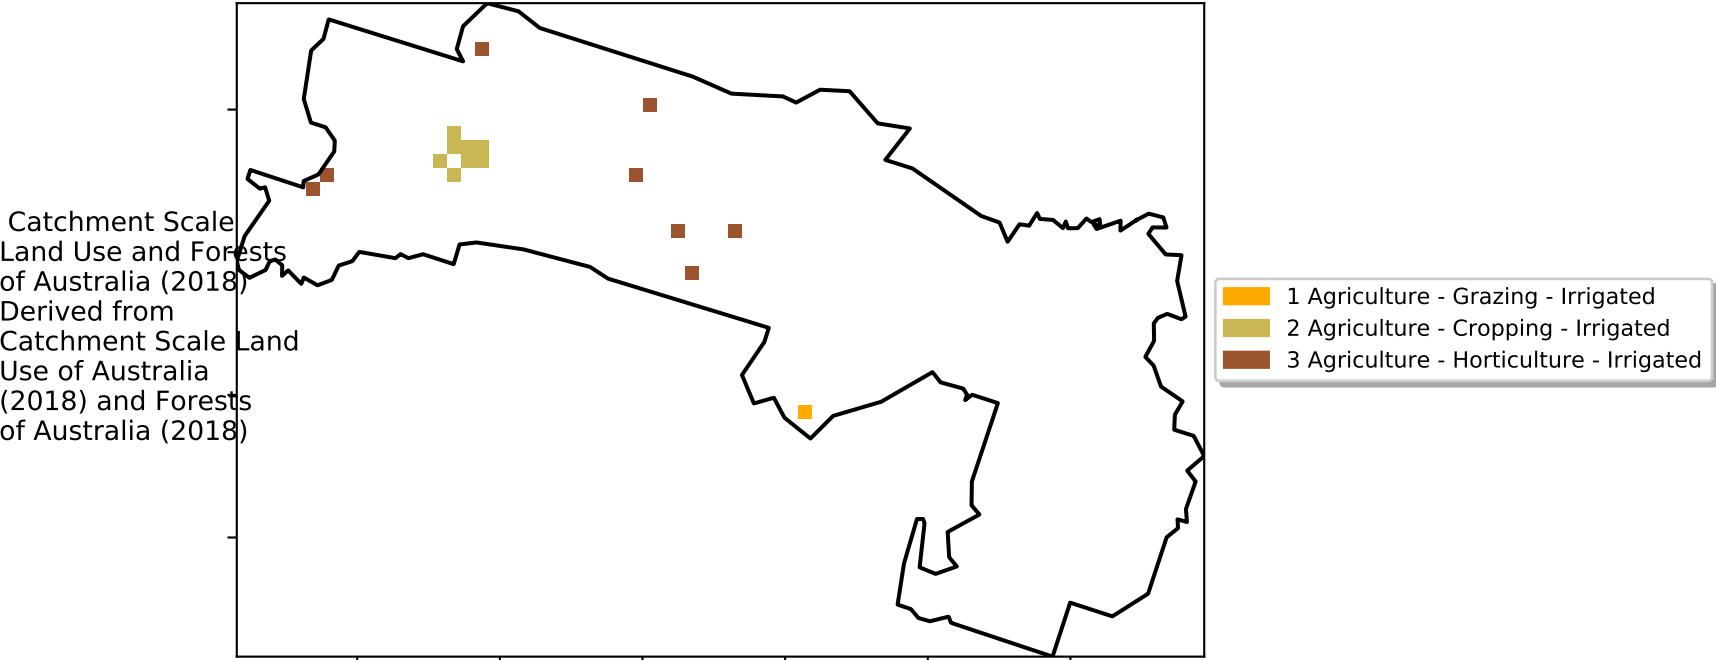 Catchment Scale
Land Use and Forests
of Australia (2018)
Derived from
Catchment Scale Land
Use of Australia
(2018) and Forests
of Australia (2018)
1 Agriculture - Grazing - Irrigated
2 Agriculture - Cropping - Irrigated
3 Agriculture - Horticulture - Irrigated